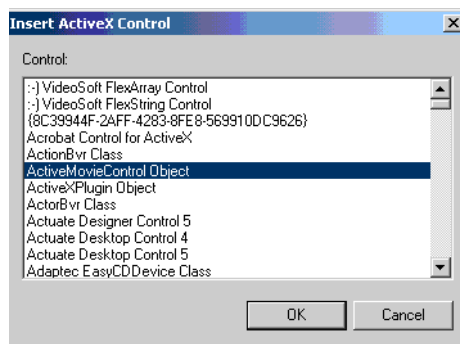 Insert ActiveX Control
Control:
:-) VideoSoft FlexArray Control
:-) VideoSoft FlexString Control
{8C39944F-2AFF-4283-8FE8-569910DC9626}
Acrobat Control for ActiveX
ActionBvr Class
ActiveMovieControl Object
ActiveXPlugin Object
ActorBvr Class
Actuate Designer Control 5
Actuate Desktop Control 4
Actuate Desktop Control 5
Adaptec EasyCDDevice Class
OK Cancel